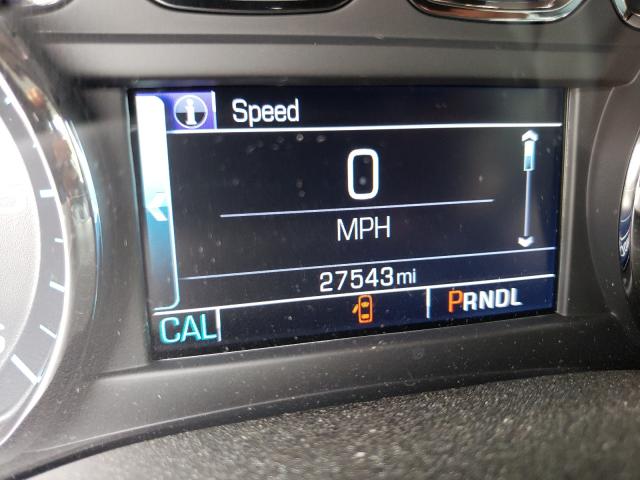 Speed
0
MPH
27543mi
CAL PRNDL